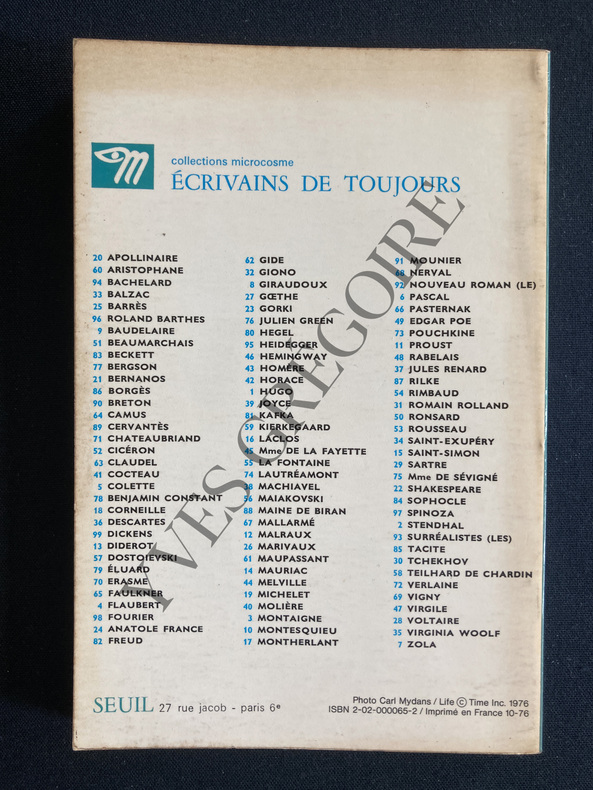 collections microcosme
ÉCRIVAINS DE TOUJOURS
20 APOLLINAIRE
60 ARISTOPHANE
94 BACHELARD
33 BALZAC
25 BARRÈS
96 ROLAND BARTHES
9 BAUDELAIRE
51 BEAUMARCHAIS
83 BECKETT
77 BERGSON
21 BERNANOS
86 BORGÈS
90 BRETON
64 CAMUS
89 CERVANTÈS
71 CHATEAUBRIAND
52 CICÉRON
63 CLAUDEL
41 COCTEAU
5 COLETTE
78 BENJAMIN CONSTANT
18 CORNEILLE
36 DESCARTES
99 DICKENS
13 DIDEROT
57 DOSTOIEVSKI
79 ÉLUARD
70 ERASME
65 FAULKNER
4 FLAUBERT
98 FOURIER
24 ANATOLE FRANCE
82 FREUD
62 GIDE
32 GIONO
8 GIRAUDOUX
27 GŒTHE
23 GORKI
76 JULIEN GREEN
80 HEGEL
95 HEIDEGGER
46 HEMINGWAY
43 HOMÈRE
42 HORACE
1 HUGO
39 JOYCE
81 KAFKA
59 KIERKEGAARD
16 LACLOS
45 Mme DE LA FAYETTE
55 LA FONTAINE
74 LAUTRÉAMONT
38 MACHIAVEL
56 MAIAKOVSKI
88 MAINE DE BIRAN
67 MALLARMÉ
12 MALRAUX
26 MARIVAUX
61 MAUPASSANT
14 MAURIAC
44 MELVILLE
19 MICHELET
40 MOLIÈRE
3 MONTAIGNE
10 MONTESQUIEU
17 MONTHERLANT
91 MOUNIER
68 NERVAL
92 NOUVEAU ROMAN (LE)
6 PASCAL
66 PASTERNAK
49 EDGAR POE
73 POUCHKINE
11 PROUST
48 RABELAIS
37 JULES RENARD
87 RILKE
54 RIMBAUD
31 ROMAIN ROLLAND
50 RONSARD
53 ROUSSEAU
34 SAINT-EXUPÉRY
15 SAINT-SIMON
29 SARTRE
75 Mme DE SÉVIGNÉ
22 SHAKESPEARE
84 SOPHOCLE
97 SPINOZA
2 STENDHAL
93 SURRÉALISTES (LES)
85 TACITE
30 TCHEKHOV
58 TEILHARD DE CHARDIN
72 VERLAINE
69 VIGNY
47 VIRGILE
28 VOLTAIRE
35 VIRGINIA WOOLF
7 ZOLA
YVES GRÉGOIRE
SEUIL 27 rue jacob - paris 6e
Photo Carl Mydans / Life © Time Inc. 1976
ISBN 2-02-000065-2 / Imprimé en France 10-76